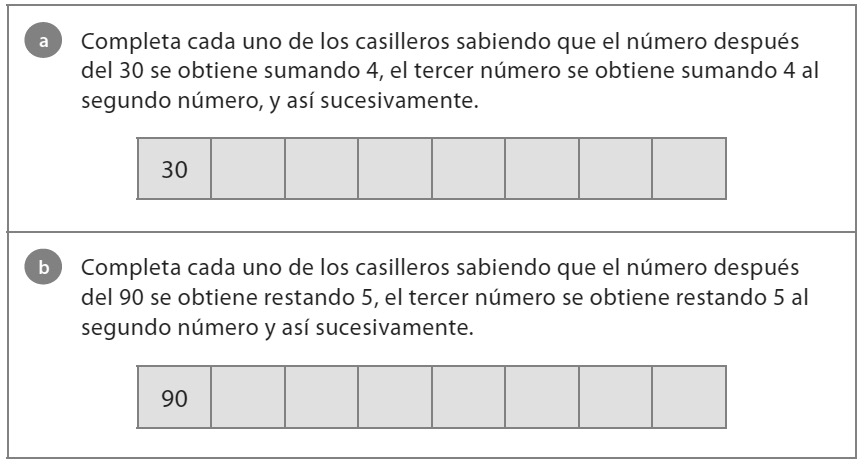 a Completa cada uno de los casilleros sabiendo que el número después
del 30 se obtiene sumando 4, el tercer número se obtiene sumando 4 al
segundo número, y así sucesivamente.
30
b Completa cada uno de los casilleros sabiendo que el número después
del 90 se obtiene restando 5, el tercer número se obtiene restando 5 al
segundo número y así sucesivamente.
90